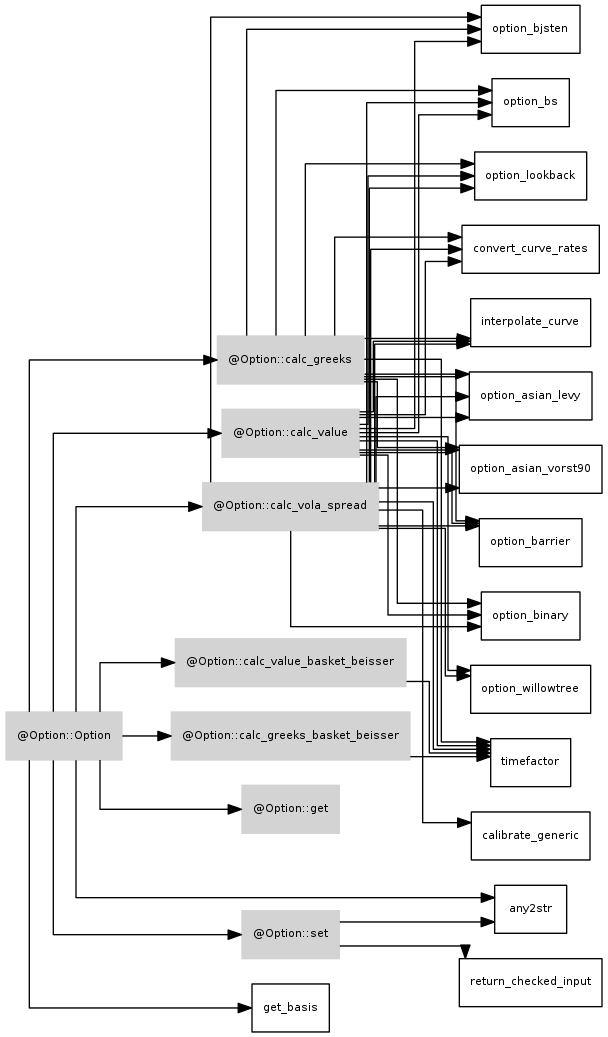 option_bjsten
option_bs
option_lookback
convert_curve_rates
interpolate_curve
@Option::calc_greeks
option_asian_levy
@Option::calc_value
option_asian_vorst90
@Option::calc_vola_spread
option_barrier
option_binary
@Option::calc_value_basket_beisser
option_willowtree
@Option::Option
@Option::calc_greeks_basket_beisser
timefactor
@Option::get
calibrate_generic
any2str
@Option::set
return_checked_input
get_basis